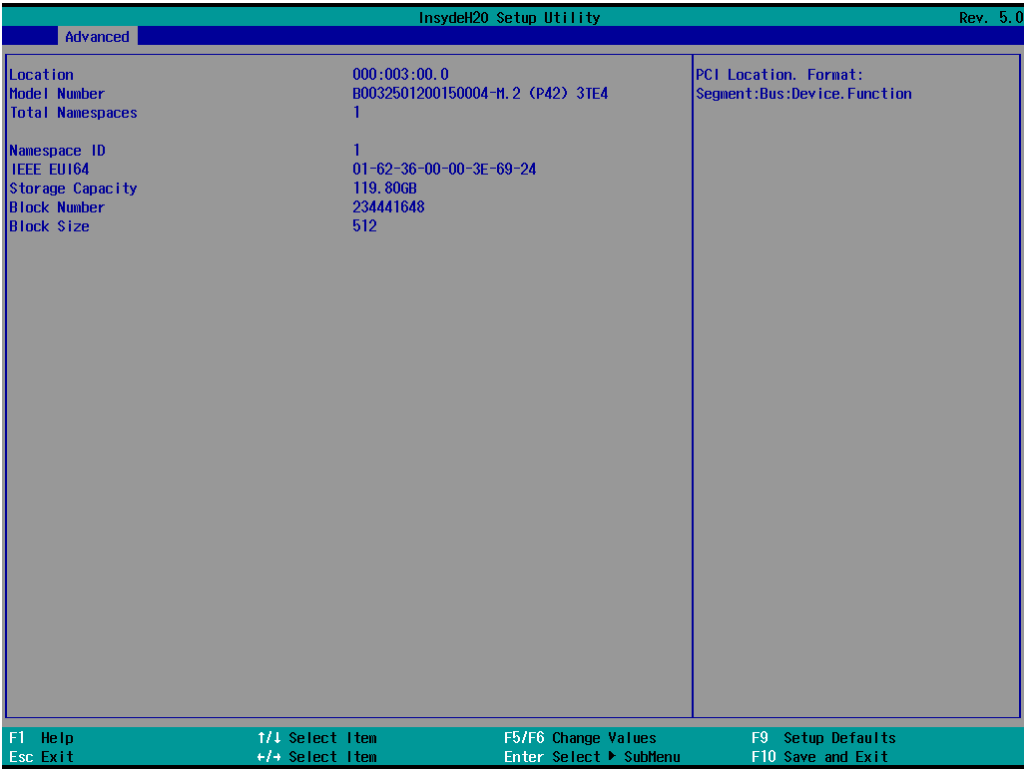 InsydeH20 Setup Utility Rev. 5.0
Advanced
Location 000:003:00.0
Model Number B0032501200150004-M.2 (P42) 3TE4
Total Namespaces 1
Namespace ID 1
IEEE EUI64 01-62-36-00-00-3E-69-24
Storage Capacity 119.80GB
Block Number 234441648
Block Size 512
PCI Location. Format:
Segment:Bus:Device.Function
F1 Help ↑/↓ Select Item F5/F6 Change Values F9 Setup Defaults
Esc Exit ←/→ Select Item Enter Select ▶ SubMenu F10 Save and Exit